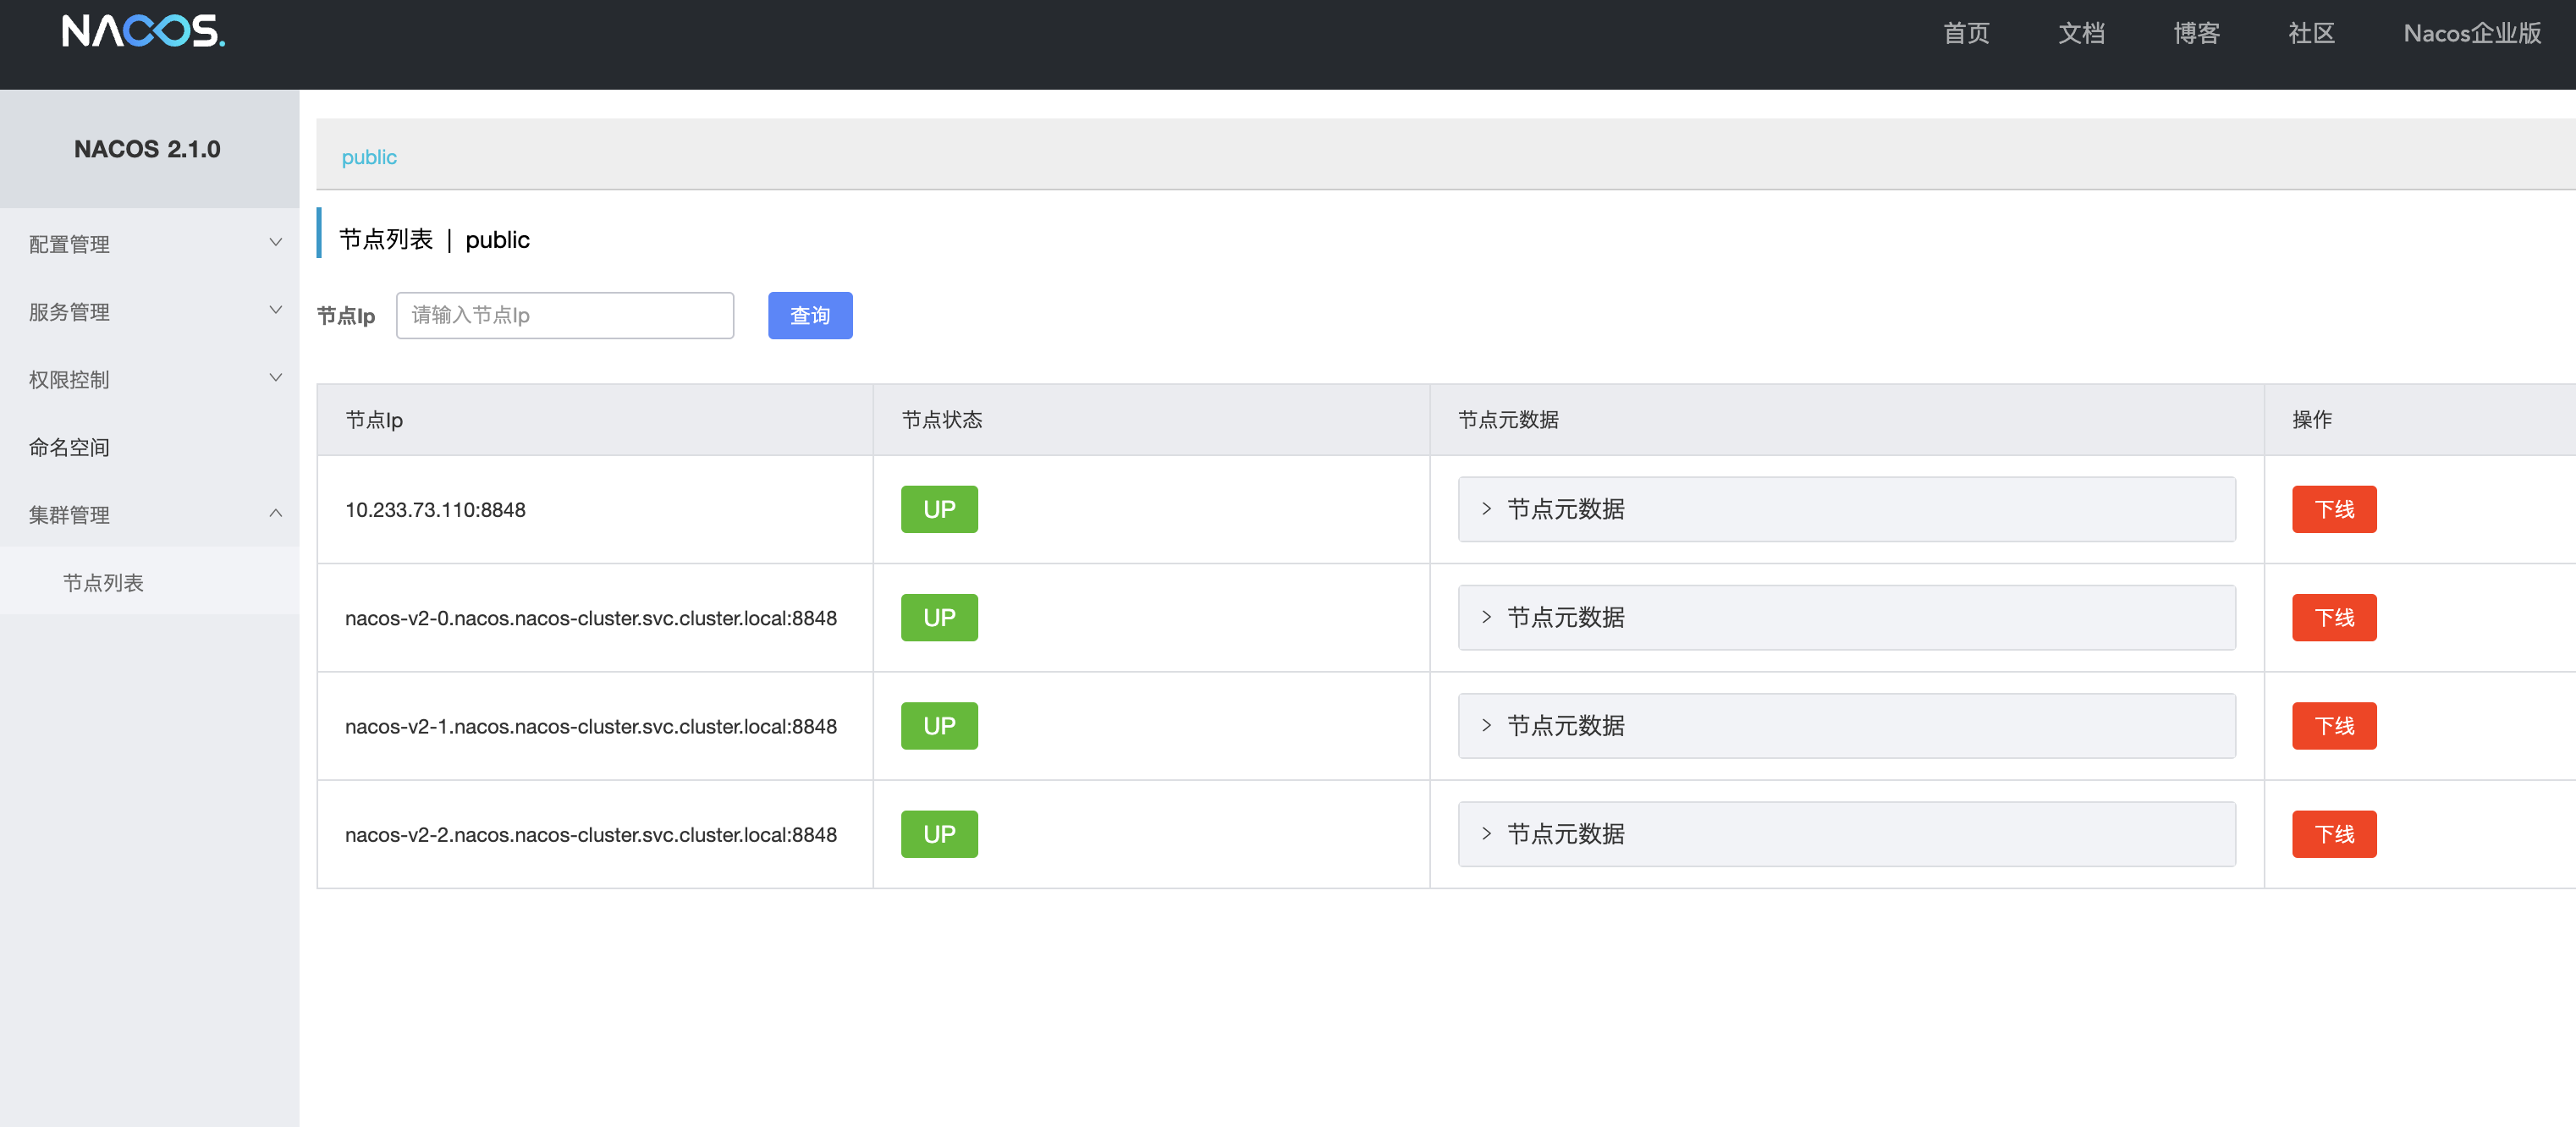 NACOS.
首页 文档 博客 社区 Nacos企业版
NACOS 2.1.0
配置管理
服务管理
权限控制
命名空间
集群管理
节点列表
public
节点列表 | public
节点Ip 请输入节点Ip 查询
节点Ip 节点状态 节点元数据 操作
10.233.73.110:8848 UP 节点元数据 下线
nacos-v2-0.nacos.nacos-cluster.svc.cluster.local:8848 UP 节点元数据 下线
nacos-v2-1.nacos.nacos-cluster.svc.cluster.local:8848 UP 节点元数据 下线
nacos-v2-2.nacos.nacos-cluster.svc.cluster.local:8848 UP 节点元数据 下线